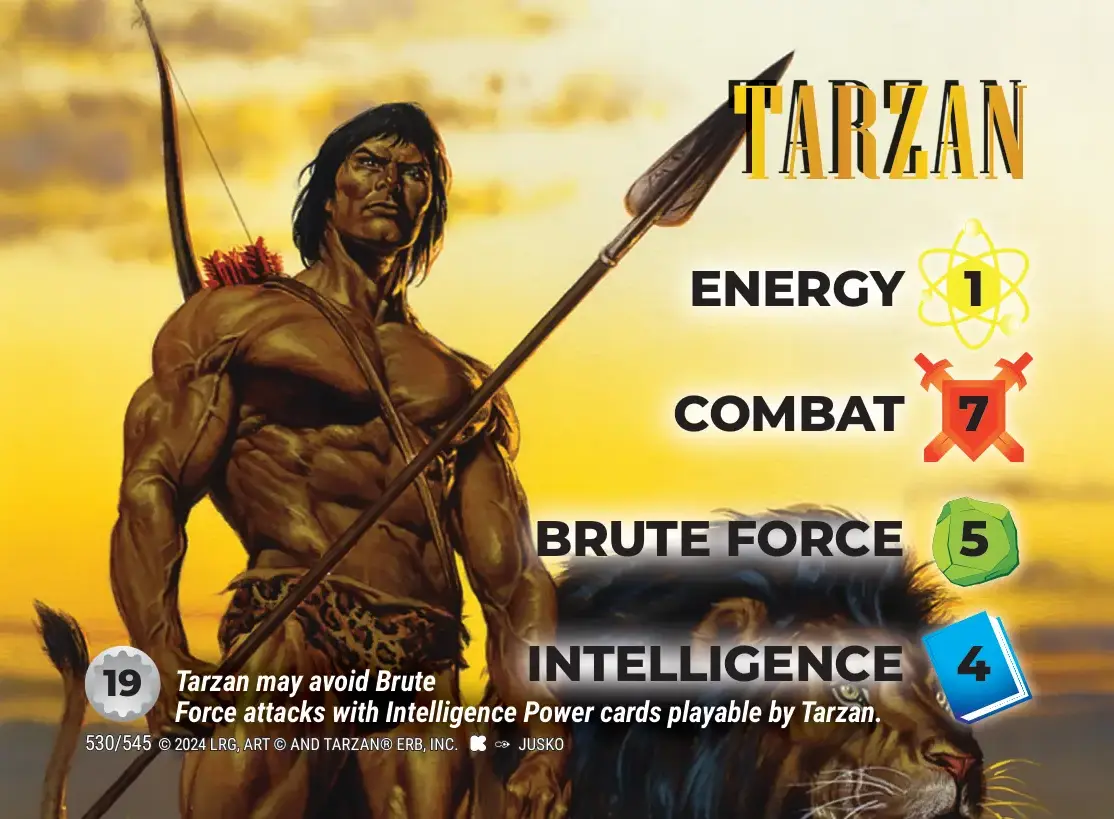 TARZAN
ENERGY 1
COMBAT 7
BRUTE FORCE 5
INTELLIGENCE 4
19
Tarzan may avoid Brute
Force attacks with Intelligence Power cards playable by Tarzan.
530/545 © 2024 LRG, ART © AND TARZAN® ERB, INC. JUSKO